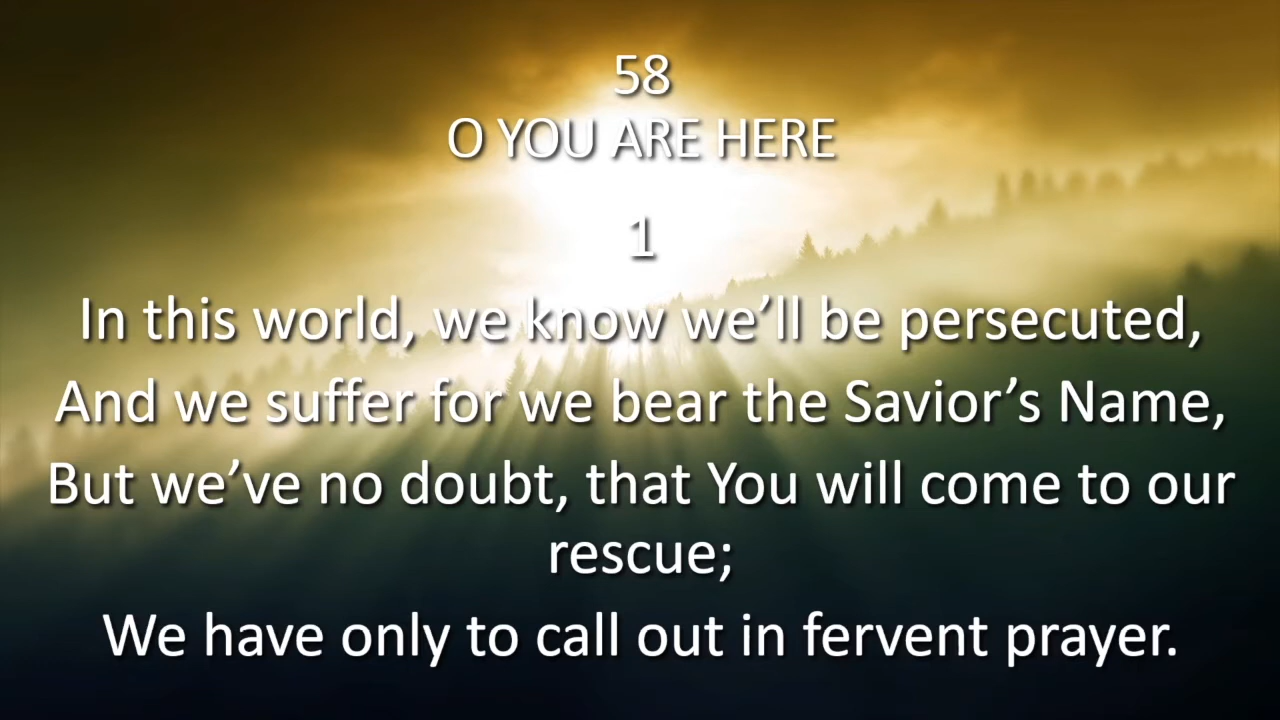 58
O YOU ARE HERE
1
In this world, we know we’ll be persecuted,
And we suffer for we bear the Savior’s Name,
But we’ve no doubt, that You will come to our
rescue;
We have only to call out in fervent prayer.